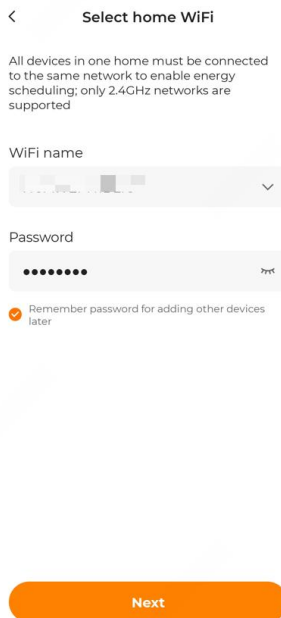 Select home WiFi
All devices in one home must be connected
to the same network to enable energy
scheduling; only 2.4GHz networks are
supported
WiFi name
Password
Remember password for adding other devices
later
Next